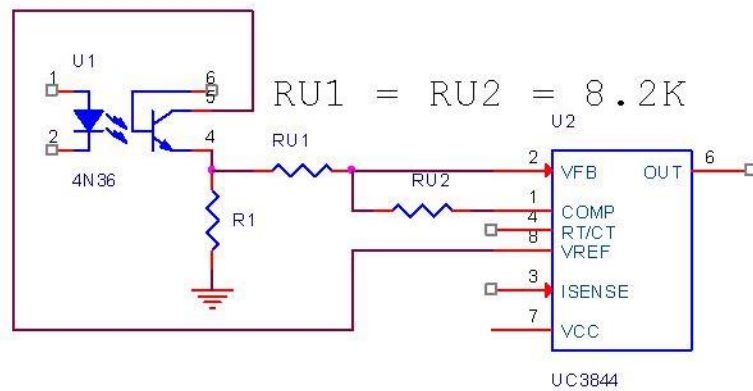 U1
1
2
6
5
4
4N36
RU1 = RU2 = 8.2K
RU1
RU2
R1
U2
2 VFB
1 COMP
4 RT/CT
8 VREF
3 ISENSE
7 VCC
OUT 6
UC3844